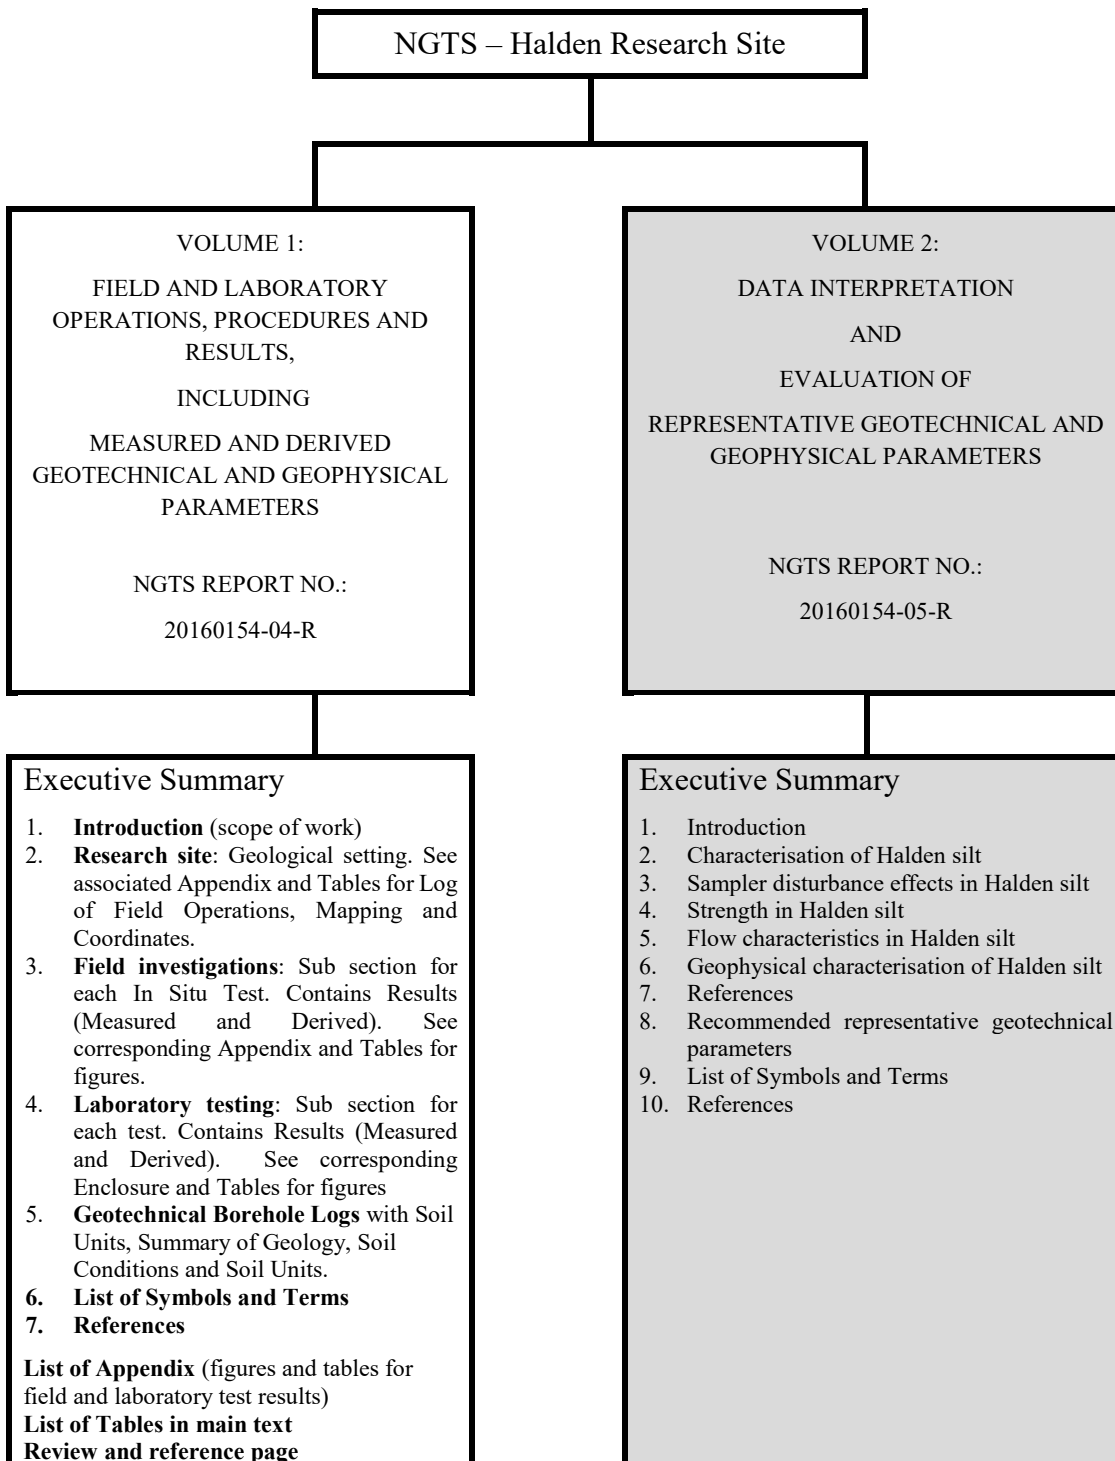 NGTS – Halden Research Site
VOLUME 1:
FIELD AND LABORATORY
OPERATIONS, PROCEDURES AND
RESULTS,
INCLUDING
MEASURED AND DERIVED
GEOTECHNICAL AND GEOPHYSICAL
PARAMETERS
NGTS REPORT NO.:
20160154-04-R
VOLUME 2:
DATA INTERPRETATION
AND
EVALUATION OF
REPRESENTATIVE GEOTECHNICAL AND
GEOPHYSICAL PARAMETERS
NGTS REPORT NO.:
20160154-05-R
Executive Summary
1. Introduction (scope of work)
2. Research site: Geological setting. See
associated Appendix and Tables for Log
of Field Operations, Mapping and
Coordinates.
3. Field investigations: Sub section for
each In Situ Test. Contains Results
(Measured and Derived). See
corresponding Appendix and Tables for
figures.
4. Laboratory testing: Sub section for
each test. Contains Results (Measured
and Derived). See corresponding
Enclosure and Tables for figures
5. Geotechnical Borehole Logs with Soil
Units, Summary of Geology, Soil
Conditions and Soil Units.
6. List of Symbols and Terms
7. References
List of Appendix (figures and tables for
field and laboratory test results)
List of Tables in main text
Review and reference page
Executive Summary
1. Introduction
2. Characterisation of Halden silt
3. Sampler disturbance effects in Halden silt
4. Strength in Halden silt
5. Flow characteristics in Halden silt
6. Geophysical characterisation of Halden silt
7. References
8. Recommended representative geotechnical
parameters
9. List of Symbols and Terms
10. References